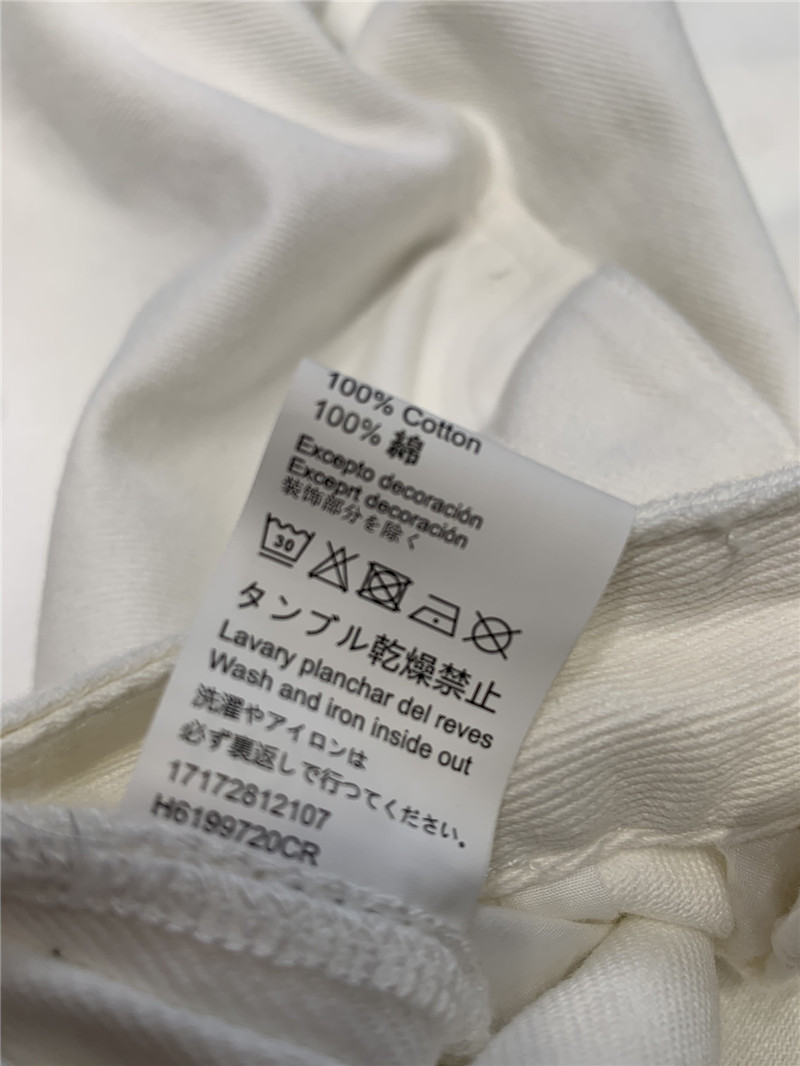 100% Cotton
100% 綿
Excepto decoración
Exceprt decoración
装飾部分を除く
30
タンブル乾燥禁止
Lavary planchar del reves
Wash and iron inside out
洗濯やアイロンは
必ず裏返しで行ってください。
17172812107
H6199720CR